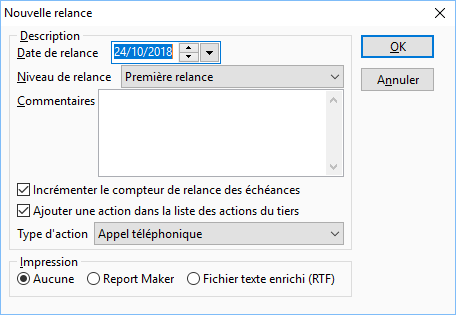 Nouvelle relance
Description
Date de relance 24/10/2018
OK
Niveau de relance Première relance
Annuler
Commentaires
Incrémenter le compteur de relance des échéances
Ajouter une action dans la liste des actions du tiers
Type d'action Appel téléphonique
Impression
Aucune Report Maker Fichier texte enrichi (RTF)